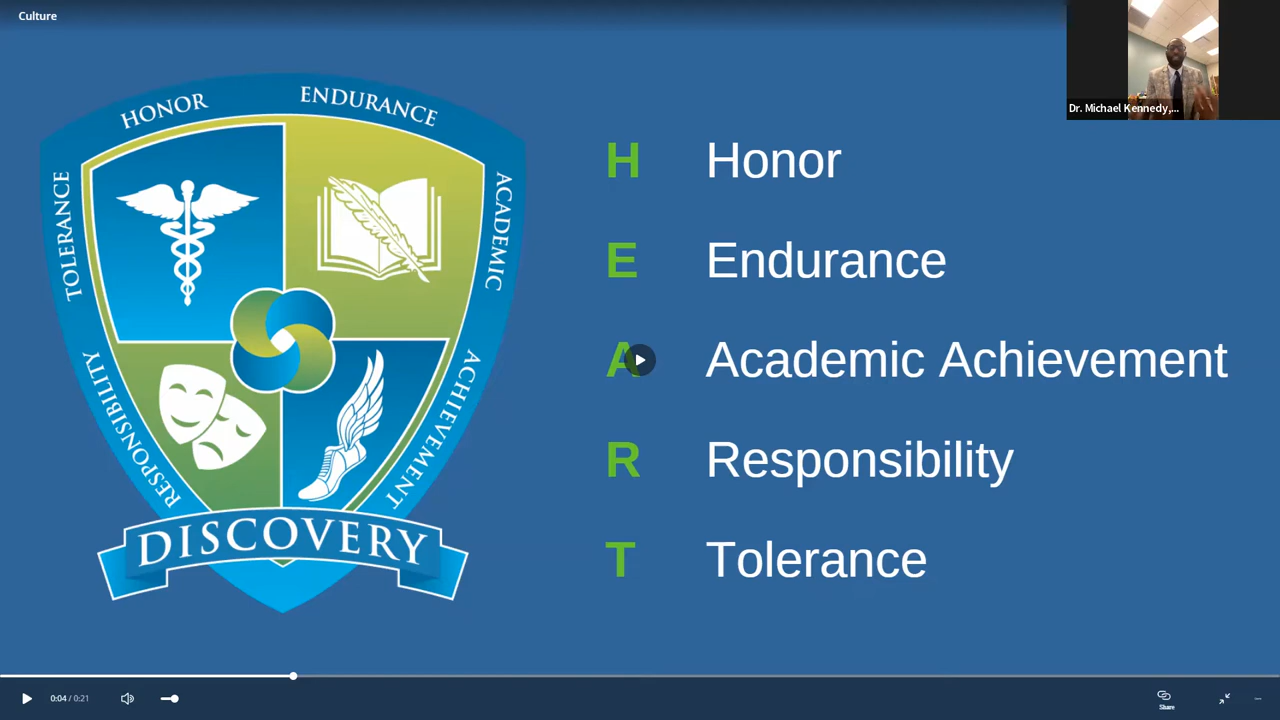 Culture
Dr. Michael Kennedy,...
HONOR
ENDURANCE
TOLERANCE
ACADEMIC
RESPONSIBILITY
ACHIEVEMENT
DISCOVERY
H Honor
E Endurance
A Academic Achievement
R Responsibility
T Tolerance
0:04 / 0:21
Share